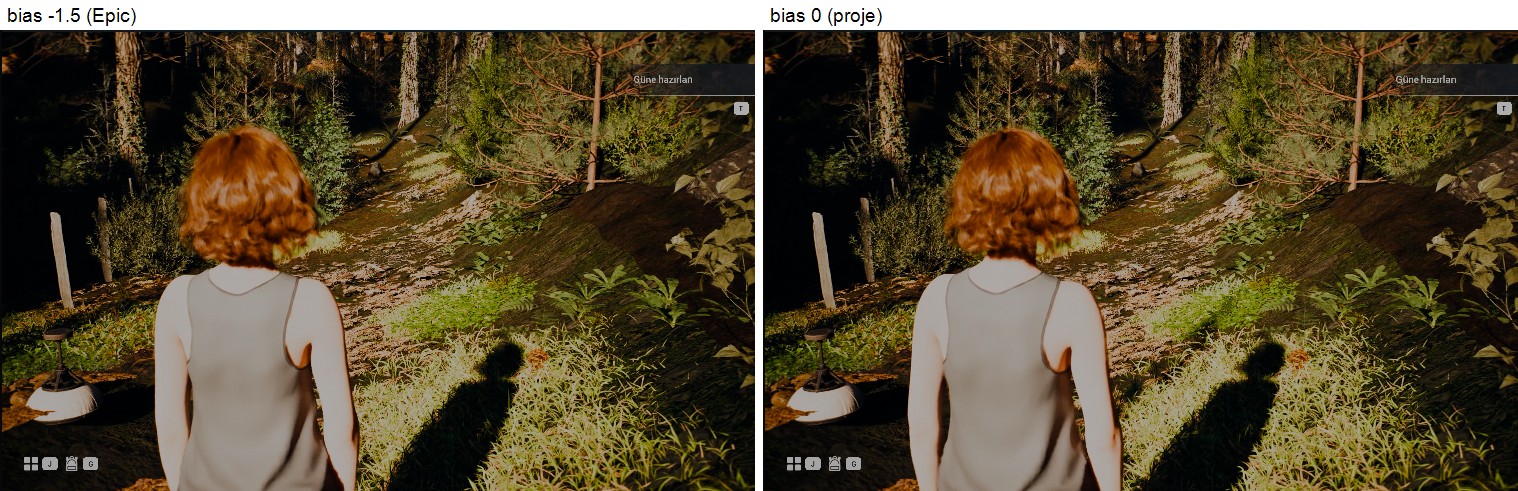 bias -1.5 (Epic)
bias 0 (proje)
Güne hazırlan
T
J
G
Güne hazırlan
T
J
G